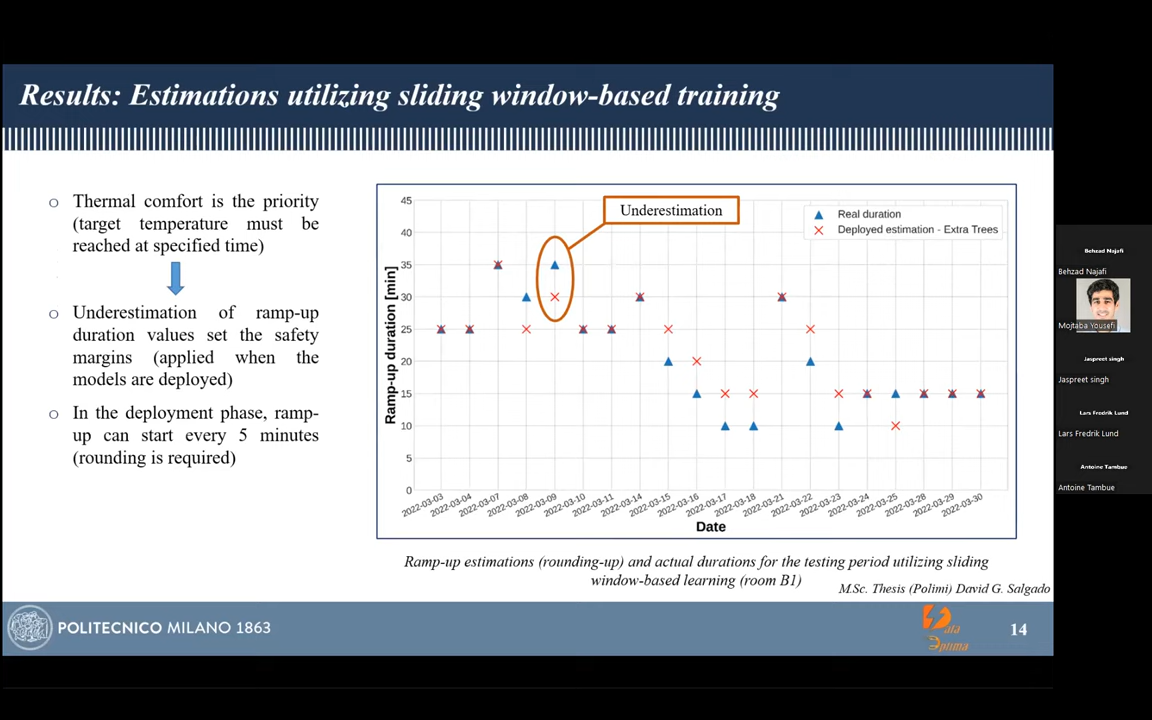 Results: Estimations utilizing sliding window-based training
o Thermal comfort is the priority
(target temperature must be
reached at specified time)
o Underestimation of ramp-up
duration values set the safety
margins (applied when the
models are deployed)
o In the deployment phase, ramp-
up can start every 5 minutes
(rounding is required)
Underestimation
Real duration
Deployed estimation - Extra Trees
Ramp-up duration [min]
45
40
35
30
25
20
15
10
5
0
2022-03-03
2022-03-04
2022-03-07
2022-03-08
2022-03-09
2022-03-10
2022-03-11
2022-03-14
2022-03-15
2022-03-16
2022-03-17
2022-03-18
2022-03-21
2022-03-22
2022-03-23
2022-03-24
2022-03-25
2022-03-28
2022-03-29
2022-03-30
Date
Ramp-up estimations (rounding-up) and actual durations for the testing period utilizing sliding
window-based learning (room B1)
M.Sc. Thesis (Polimi) David G. Salgado
POLITECNICO MILANO 1863
14
Behzad Najafi
Behzad Najafi
Mojtaba Yousefi
Jaspreet singh
Jaspreet singh
Lars Fredrik Lund
Lars Fredrik Lund
Antoine Tambue
Antoine Tambue